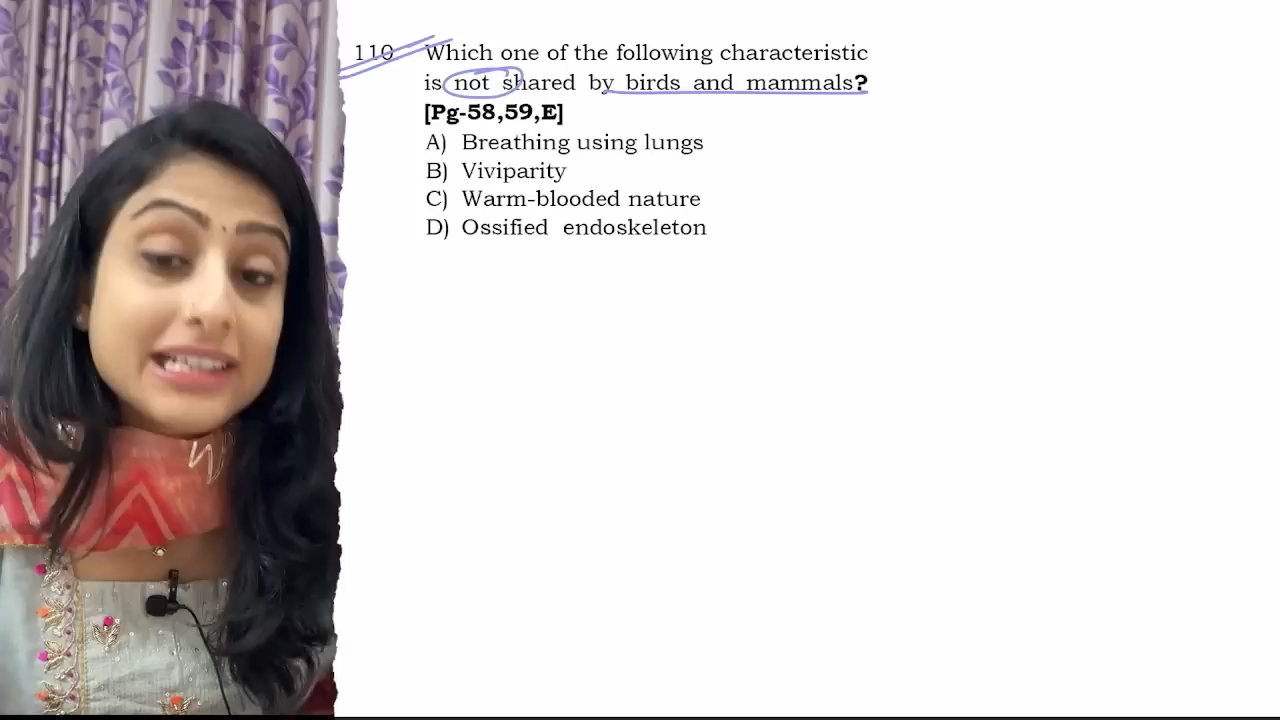 110 Which one of the following characteristic
is not shared by birds and mammals?
[Pg-58,59,E]
A) Breathing using lungs
B) Viviparity
C) Warm-blooded nature
D) Ossified endoskeleton